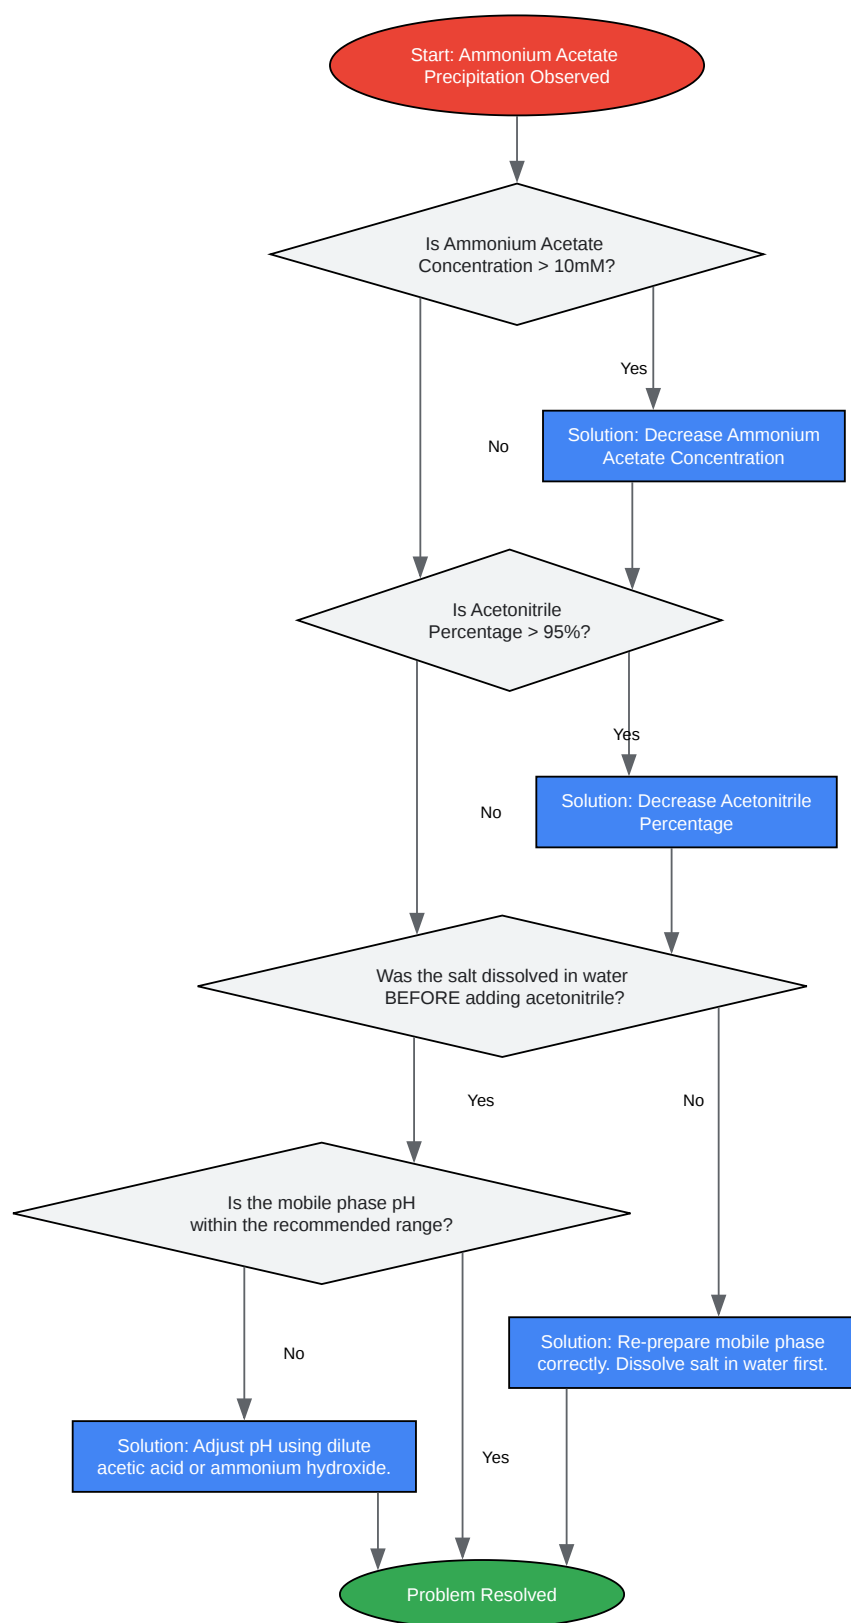 Start: Ammonium Acetate
Precipitation Observed
Is Ammonium Acetate
Concentration > 10mM?
Yes
No
Solution: Decrease Ammonium
Acetate Concentration
Is Acetonitrile
Percentage > 95%?
Yes
No
Solution: Decrease Acetonitrile
Percentage
Was the salt dissolved in water
BEFORE adding acetonitrile?
Yes
No
Is the mobile phase pH
within the recommended range?
No
Solution: Re-prepare mobile phase
correctly. Dissolve salt in water first.
Solution: Adjust pH using dilute
acetic acid or ammonium hydroxide.
Yes
Problem Resolved